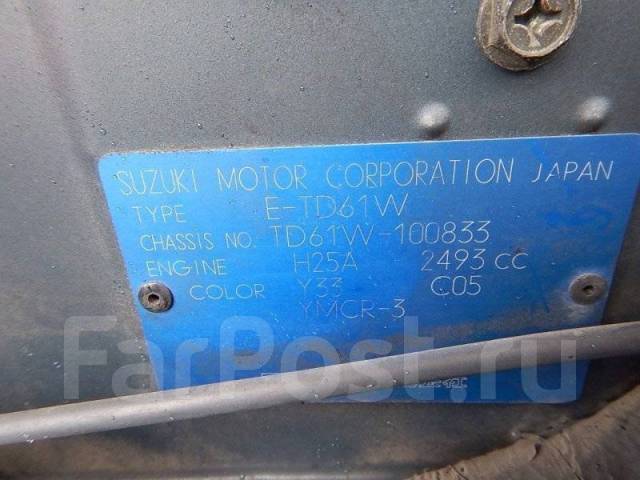 SUZUKI MOTOR CORPORATION JAPAN
TYPE E-TD61W
CHASSIS NO. TD61W-100833
ENGINE H25A 2493 CC
COLOR Y33 C05
YMCR-3
FarPost.ru